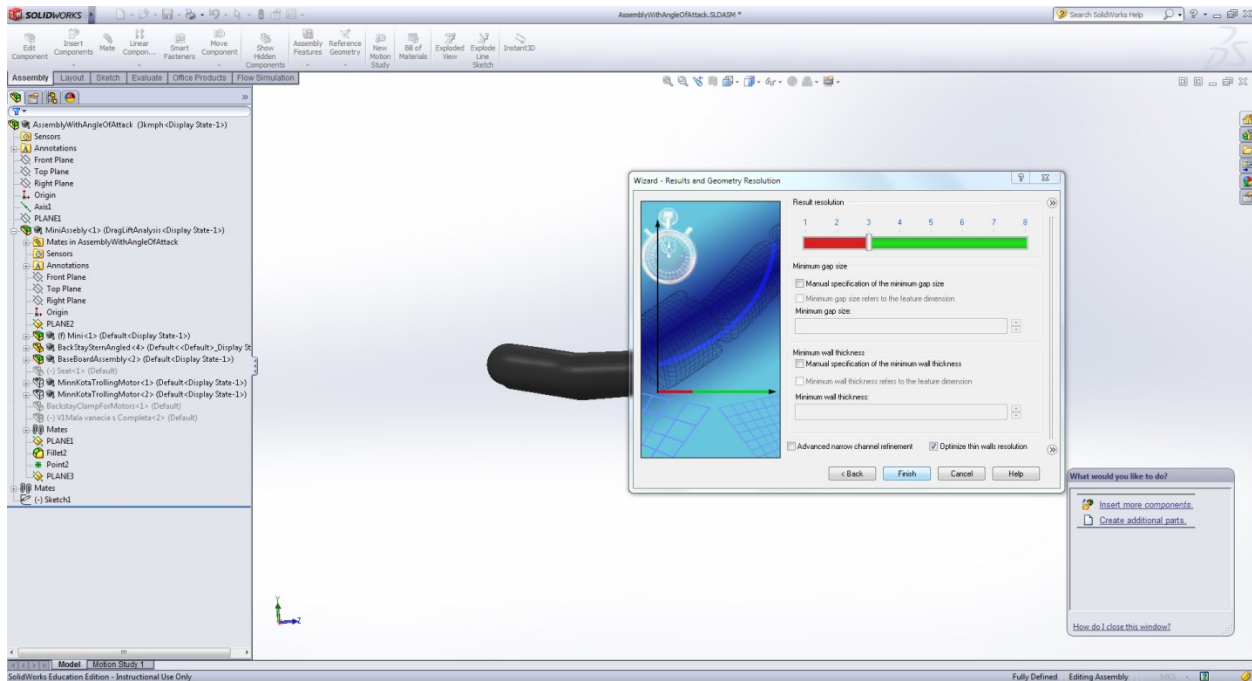 SOLIDWORKS
AssemblyWithAngleOfAttack.SLDASM *
Search SolidWorks Help
Edit Component
Insert Components
Mate
Linear Compon...
Smart Fasteners
Move Component
Show Hidden Components
Assembly Features
Reference Geometry
New Motion Study
Bill of Materials
Exploded View
Explode Line Sketch
Instant3D
Assembly
Layout
Sketch
Evaluate
Office Products
Flow Simulation
AssemblyWithAngleOfAttack (3kmph<Display State-1>)
Sensors
Annotations
Front Plane
Top Plane
Right Plane
Origin
Axis1
PLANE1
MiniAssebly<1> (DragLiftAnalysis<Display State-1>)
Mates in AssemblyWithAngleOfAttack
Sensors
Annotations
Front Plane
Top Plane
Right Plane
Origin
PLANE2
(f) Mini<1> (Default<Display State-1>)
BackStaySternAngled<4> (Default<<Default>_Display St
BaseBoardAssembly<2> (Default<Display State-1>)
(-) Seat<1> (Default)
MinnKotaTrollingMotor<1> (Default<Display State-1>)
MinnKotaTrollingMotor<2> (Default<Display State-1>)
BackstayClampForMotors<1> (Default)
(-) V1Mala vanecia s Completa<2> (Default)
Mates
PLANE1
Fillet2
Point2
PLANE3
Mates
(-) Sketch1
Wizard - Results and Geometry Resolution
Result resolution
1 2 3 4 5 6 7 8
Minimum gap size
Manual specification of the minimum gap size
Minimum gap size refers to the feature dimension
Minimum gap size:
Minimum wall thickness
Manual specification of the minimum wall thickness
Minimum wall thickness refers to the feature dimension
Minimum wall thickness:
Advanced narrow channel refinement
Optimize thin walls resolution
< Back
Finish
Cancel
Help
What would you like to do?
Insert more components.
Create additional parts.
How do I close this window?
Y
Z
Model
Motion Study 1
SolidWorks Education Edition - Instructional Use Only
Fully Defined
Editing Assembly
MKS